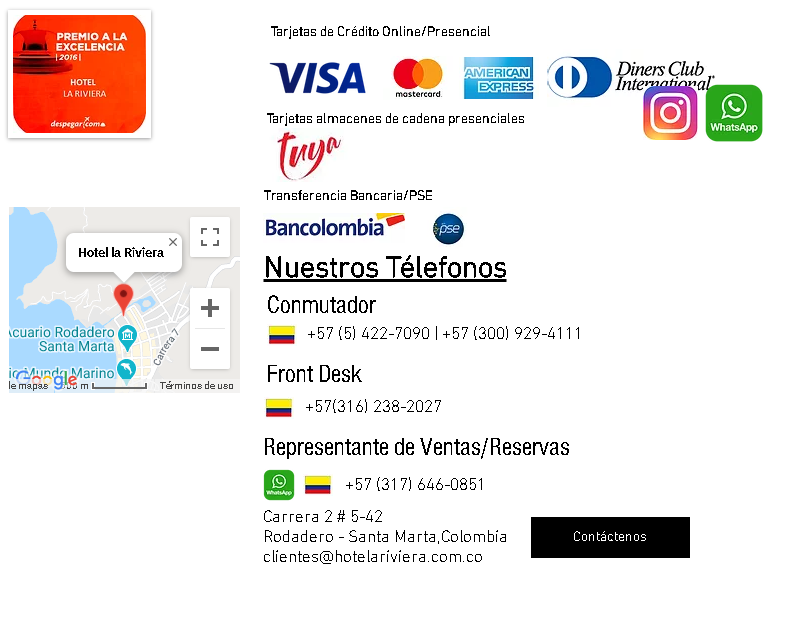 PREMIO A LA
EXCELENCIA
| 2016 |
HOTEL
LA RIVIERA
despegar.com
Tarjetas de Crédito Online/Presencial
VISA
mastercard.
AMERICAN
EXPRESS
Diners Club
International®
WhatsApp
Tarjetas almacenes de cadena presenciales
tuya
Transferencia Bancaria/PSE
Bancolombia
pse
Hotel la Riviera
Carrera 7
Acuario Rodadero
Santa Marta
Mundo Marino
Google
de mapas
m
Términos de uso
Nuestros Télefonos
Conmutador
+57 (5) 422-7090 | +57 (300) 929-4111
Front Desk
+57(316) 238-2027
Representante de Ventas/Reservas
WhatsApp
+57 (317) 646-0851
Carrera 2 # 5-42
Rodadero - Santa Marta,Colombia
clientes@hotelariviera.com.co
Contáctenos